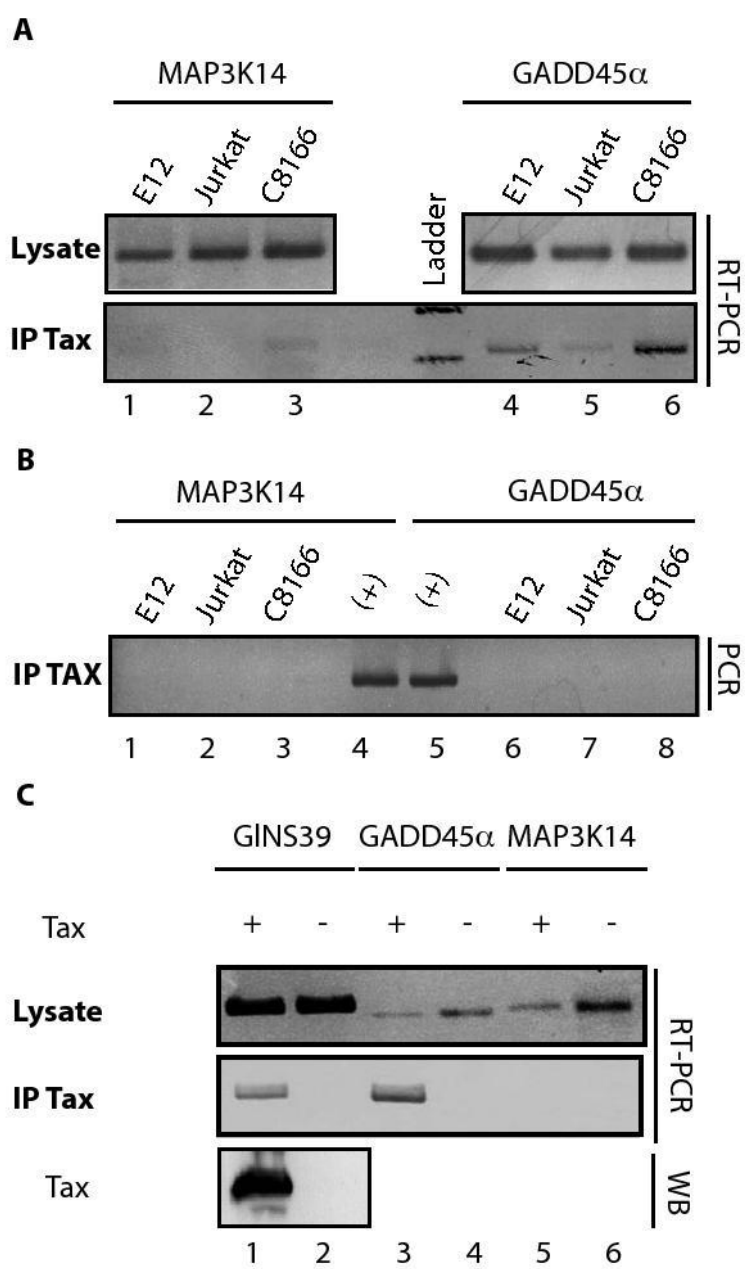 A
MAP3K14 GADD45α
E12 Jurkat C8166 Ladder E12 Jurkat C8166
Lysate
IP Tax
RT-PCR
1 2 3 4 5 6
B
MAP3K14 GADD45α
E12 Jurkat C8166 (+) (+) E12 Jurkat C8166
IP TAX
PCR
1 2 3 4 5 6 7 8
C
GlNS39 GADD45α MAP3K14
Tax + - + - + -
Lysate
IP Tax
RT-PCR
Tax
WB
1 2 3 4 5 6